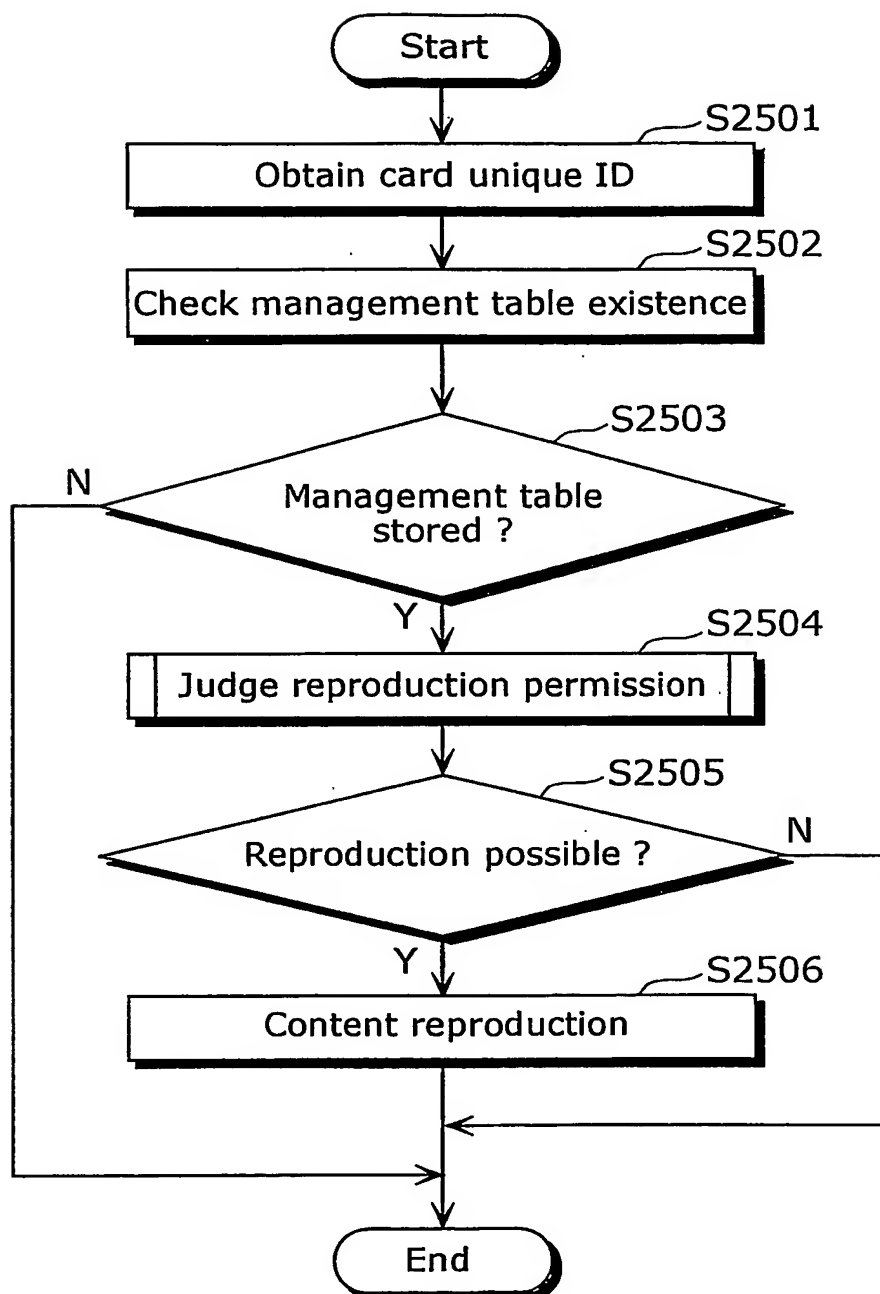 Start
S2501
Obtain card unique ID
S2502
Check management table existence
S2503
N
Management table
stored ?
Y
S2504
Judge reproduction permission
S2505
N
Reproduction possible ?
Y
S2506
Content reproduction
End